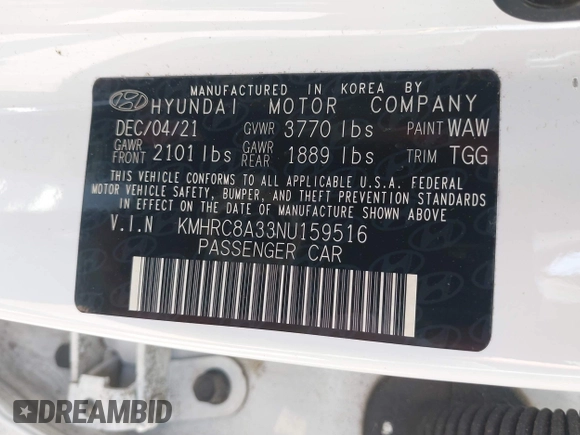 MANUFACTURED IN KOREA BY
HYUNDAI MOTOR COMPANY
DEC/04/21 GVWR 3770 lbs PAINT WAW
GAWR FRONT 2101 lbs GAWR REAR 1889 lbs TRIM TGG
THIS VEHICLE CONFORMS TO ALL APPLICABLE U.S.A. FEDERAL
MOTOR VEHICLE SAFETY, BUMPER, AND THEFT PREVENTION STANDARDS
IN EFFECT ON THE DATE OF MANUFACTURE SHOWN ABOVE
V.I.N KMHRC8A33NU159516
PASSENGER CAR
DREAMBID